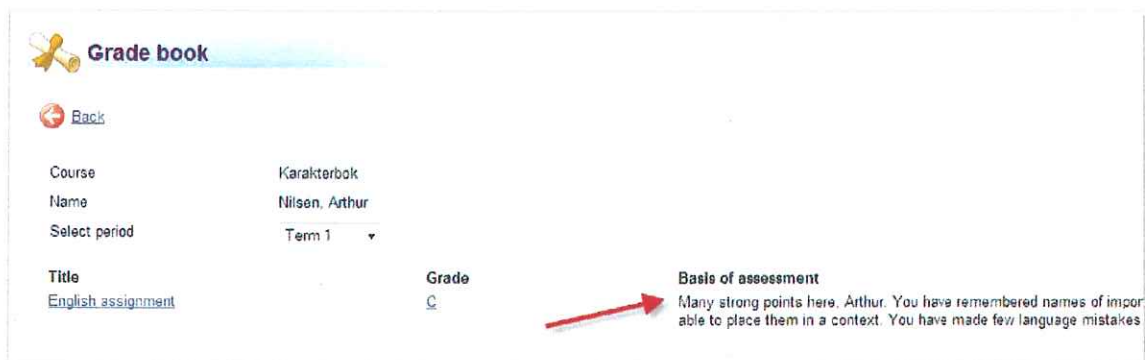 Grade book
Back
Course Karakterbok
Name Nilsen, Arthur
Select period Term 1
Title Grade Basis of assessment
English assignment C Many strong points here, Arthur. You have remembered names of
able to place them in a context. You have made few language mistakes